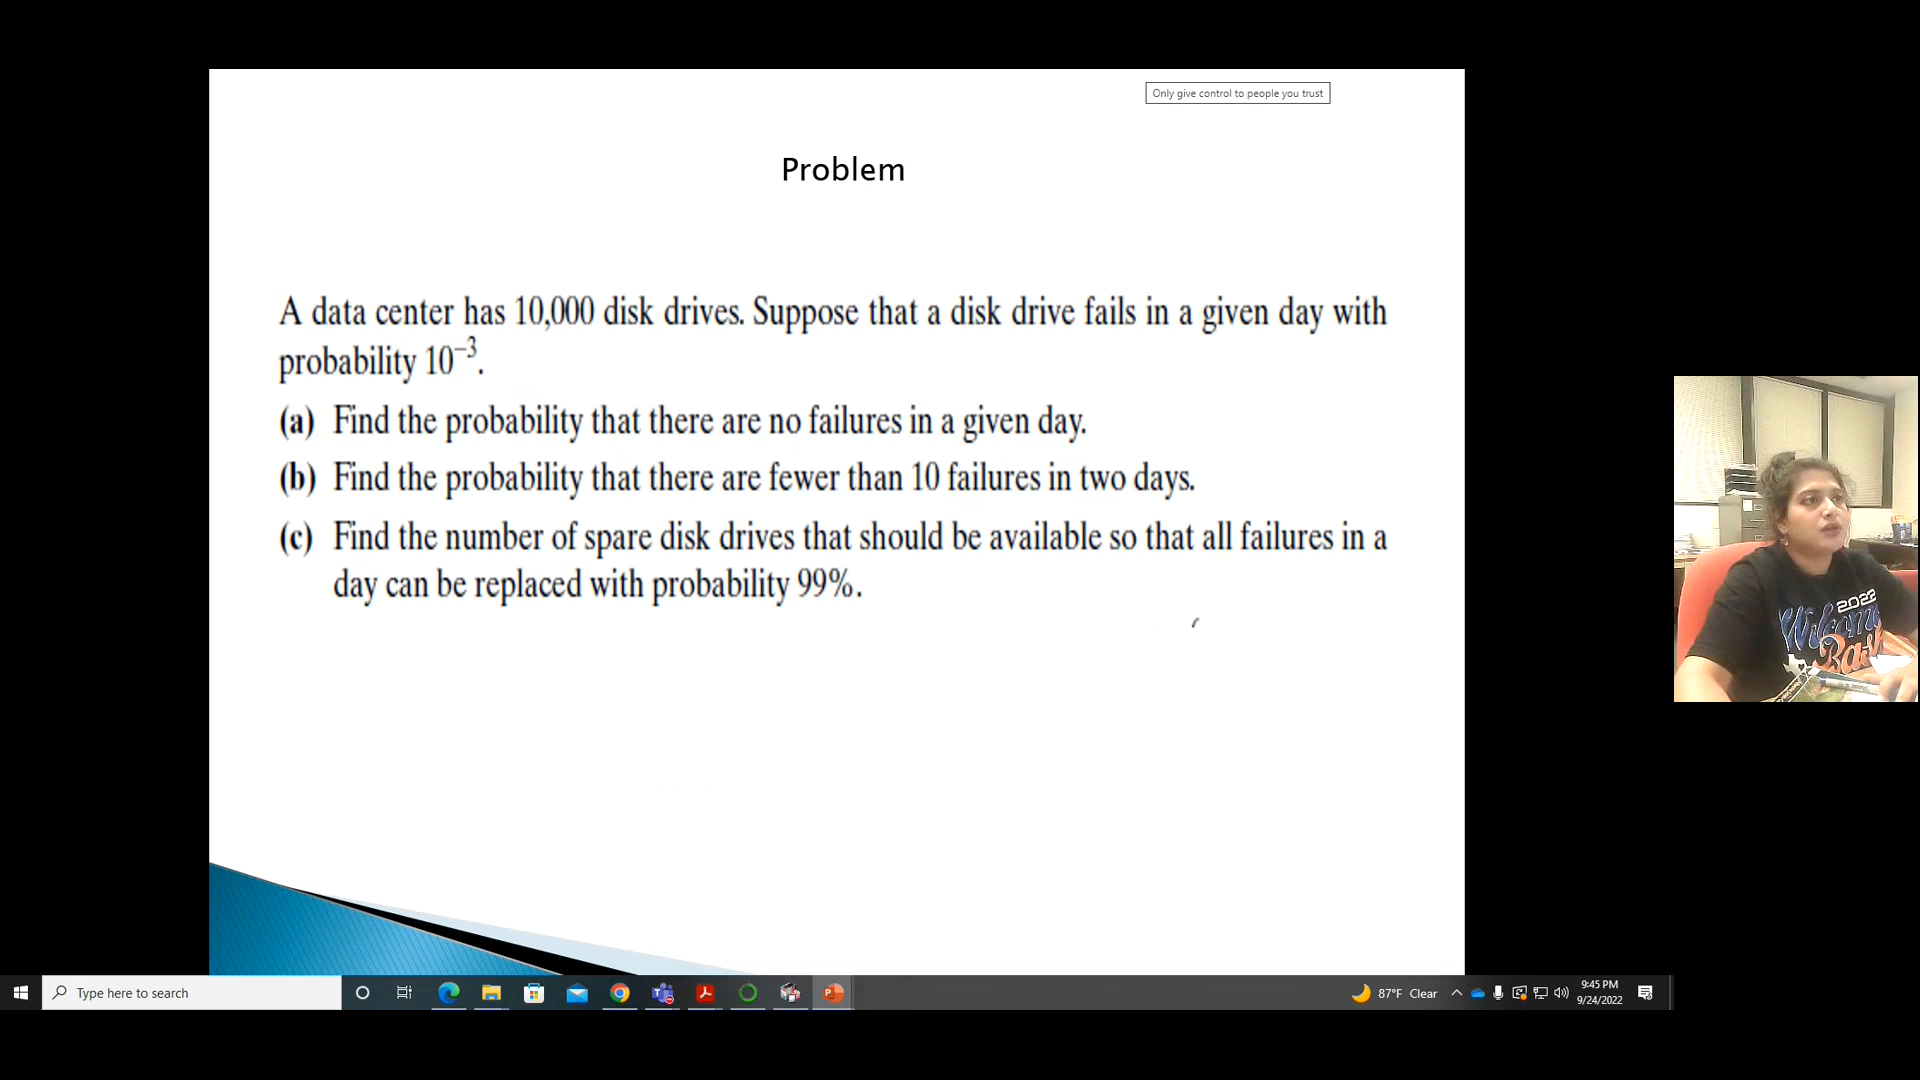 Only give control to people you trust
Problem
A data center has 10,000 disk drives. Suppose that a disk drive fails in a given day with
probability 10⁻³.
(a) Find the probability that there are no failures in a given day.
(b) Find the probability that there are fewer than 10 failures in two days.
(c) Find the number of spare disk drives that should be available so that all failures in a
day can be replaced with probability 99%.
2022
Welcome
Type here to search
87°F Clear
9:45 PM
9/24/2022